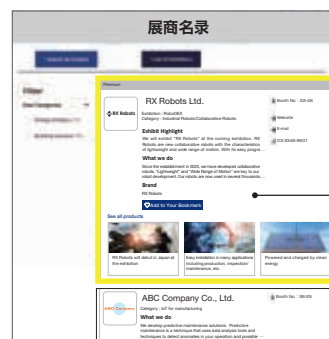 展商名录
Premium
RX Robots
RX Robots Ltd.
Exhibition : RoboDEX
Category : Industrial Robots/Collaborative Robots
Exhibit Highlight
We will exhibit "RX Robots" at the coming exhibition. RX
Robots are new collaborative robots with the characteristics
of lightweight and wide range of motion. With its easy progra...
What we do
Since the establishment in 2020, we have developed collaborative
robots. "Lightweight" and "Wide Range of Motion" are key to our
robot development. Our robots are now used in several thousands...
Brand
RX Robots
Add to Your Bookmark
See all products
RX Robots will debut in Japan at
the exhibition
Easy installation in many applications
including production, inspection/
maintenance, etc.
Powered and charged by clean
energy
Website
E-mail
ABC Company
ABC Company Co., Ltd.
Category : IoT for manufacturing
What we do
We develop predictive maintenance solutions. Predictive
maintenance is a technique that uses data analysis tools and
techniques to detect anomalies in your operation and possible ...